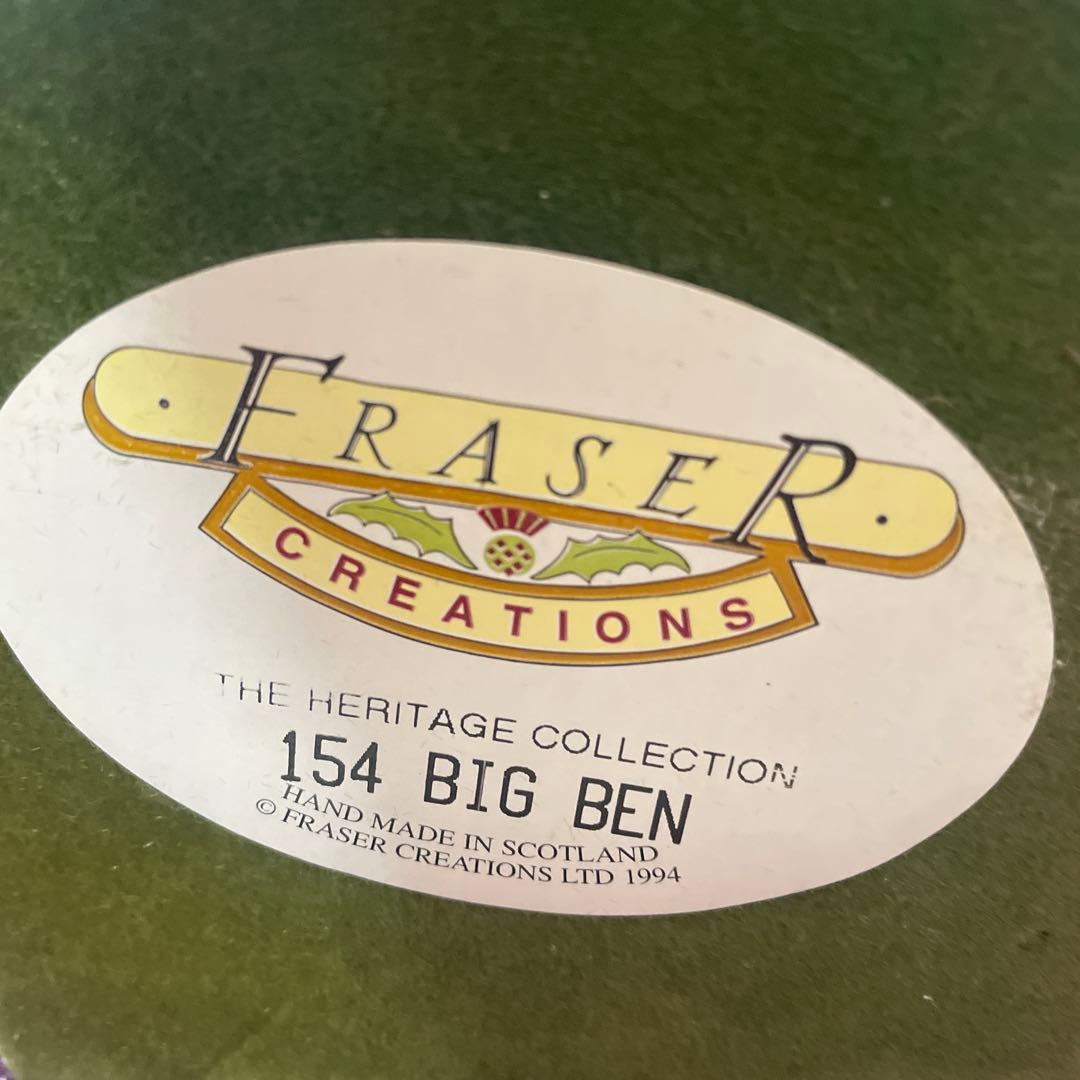 FRASER
CREATIONS
THE HERITAGE COLLECTION
154 BIG BEN
HAND MADE IN SCOTLAND
© FRASER CREATIONS LTD 1994